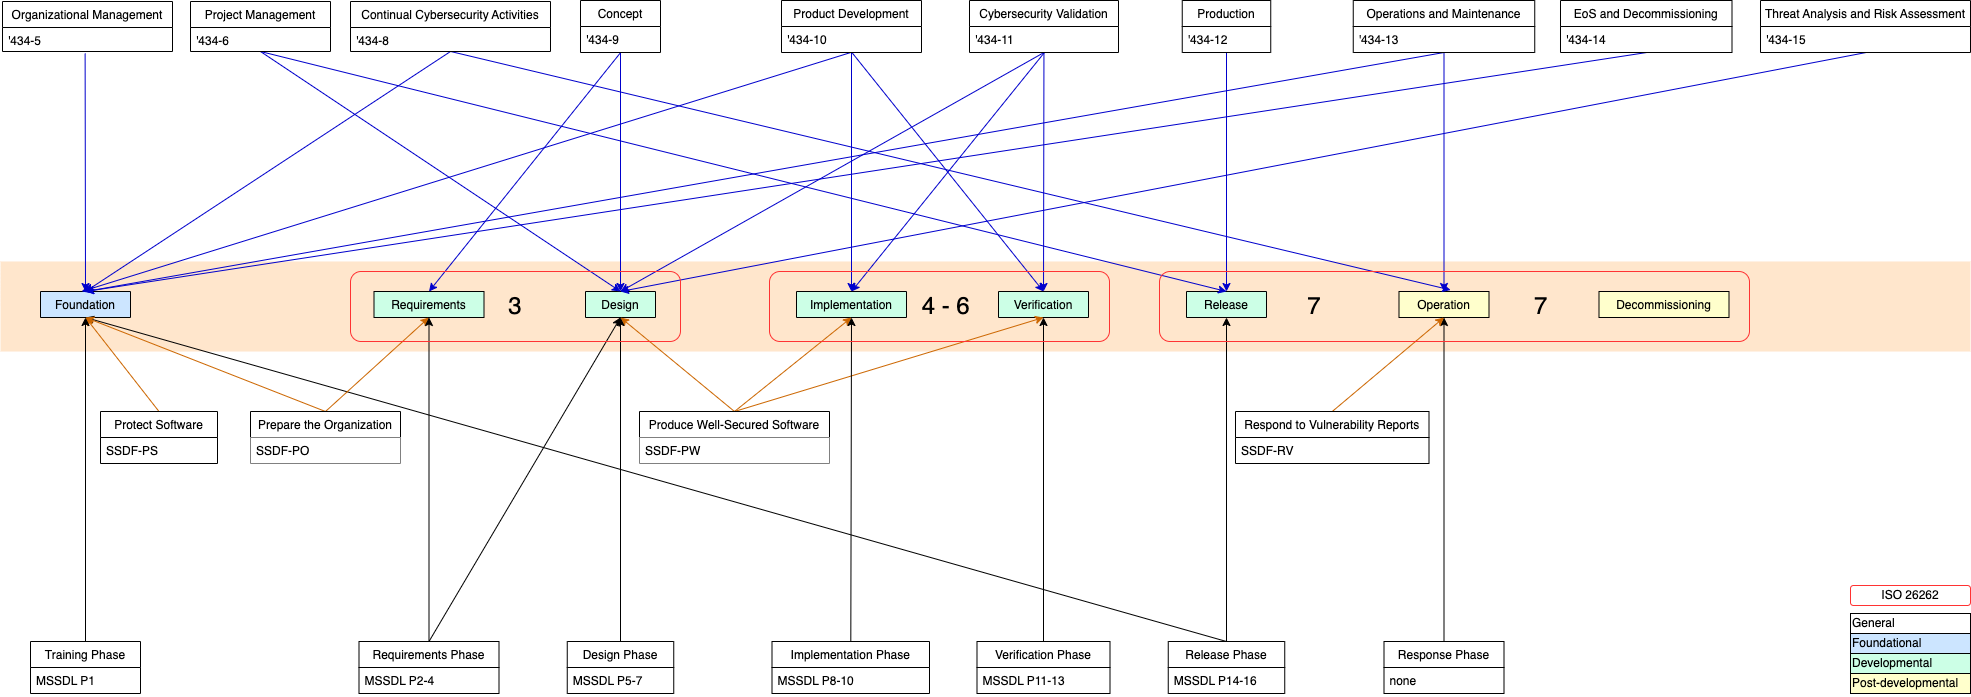 Organizational Management
'434-5
Project Management
'434-6
Continual Cybersecurity Activities
'434-8
Concept
'434-9
Product Development
'434-10
Cybersecurity Validation
'434-11
Production
'434-12
Operations and Maintenance
'434-13
EoS and Decommissioning
'434-14
Threat Analysis and Risk Assessment
'434-15
Foundation
Requirements
3
Design
Implementation
4 - 6
Verification
Release
7
Operation
7
Decommissioning
Protect Software
SSDF-PS
Prepare the Organization
SSDF-PO
Produce Well-Secured Software
SSDF-PW
Respond to Vulnerability Reports
SSDF-RV
Training Phase
MSSDL P1
Requirements Phase
MSSDL P2-4
Design Phase
MSSDL P5-7
Implementation Phase
MSSDL P8-10
Verification Phase
MSSDL P11-13
Release Phase
MSSDL P14-16
Response Phase
none
ISO 26262
General
Foundational
Developmental
Post-developmental